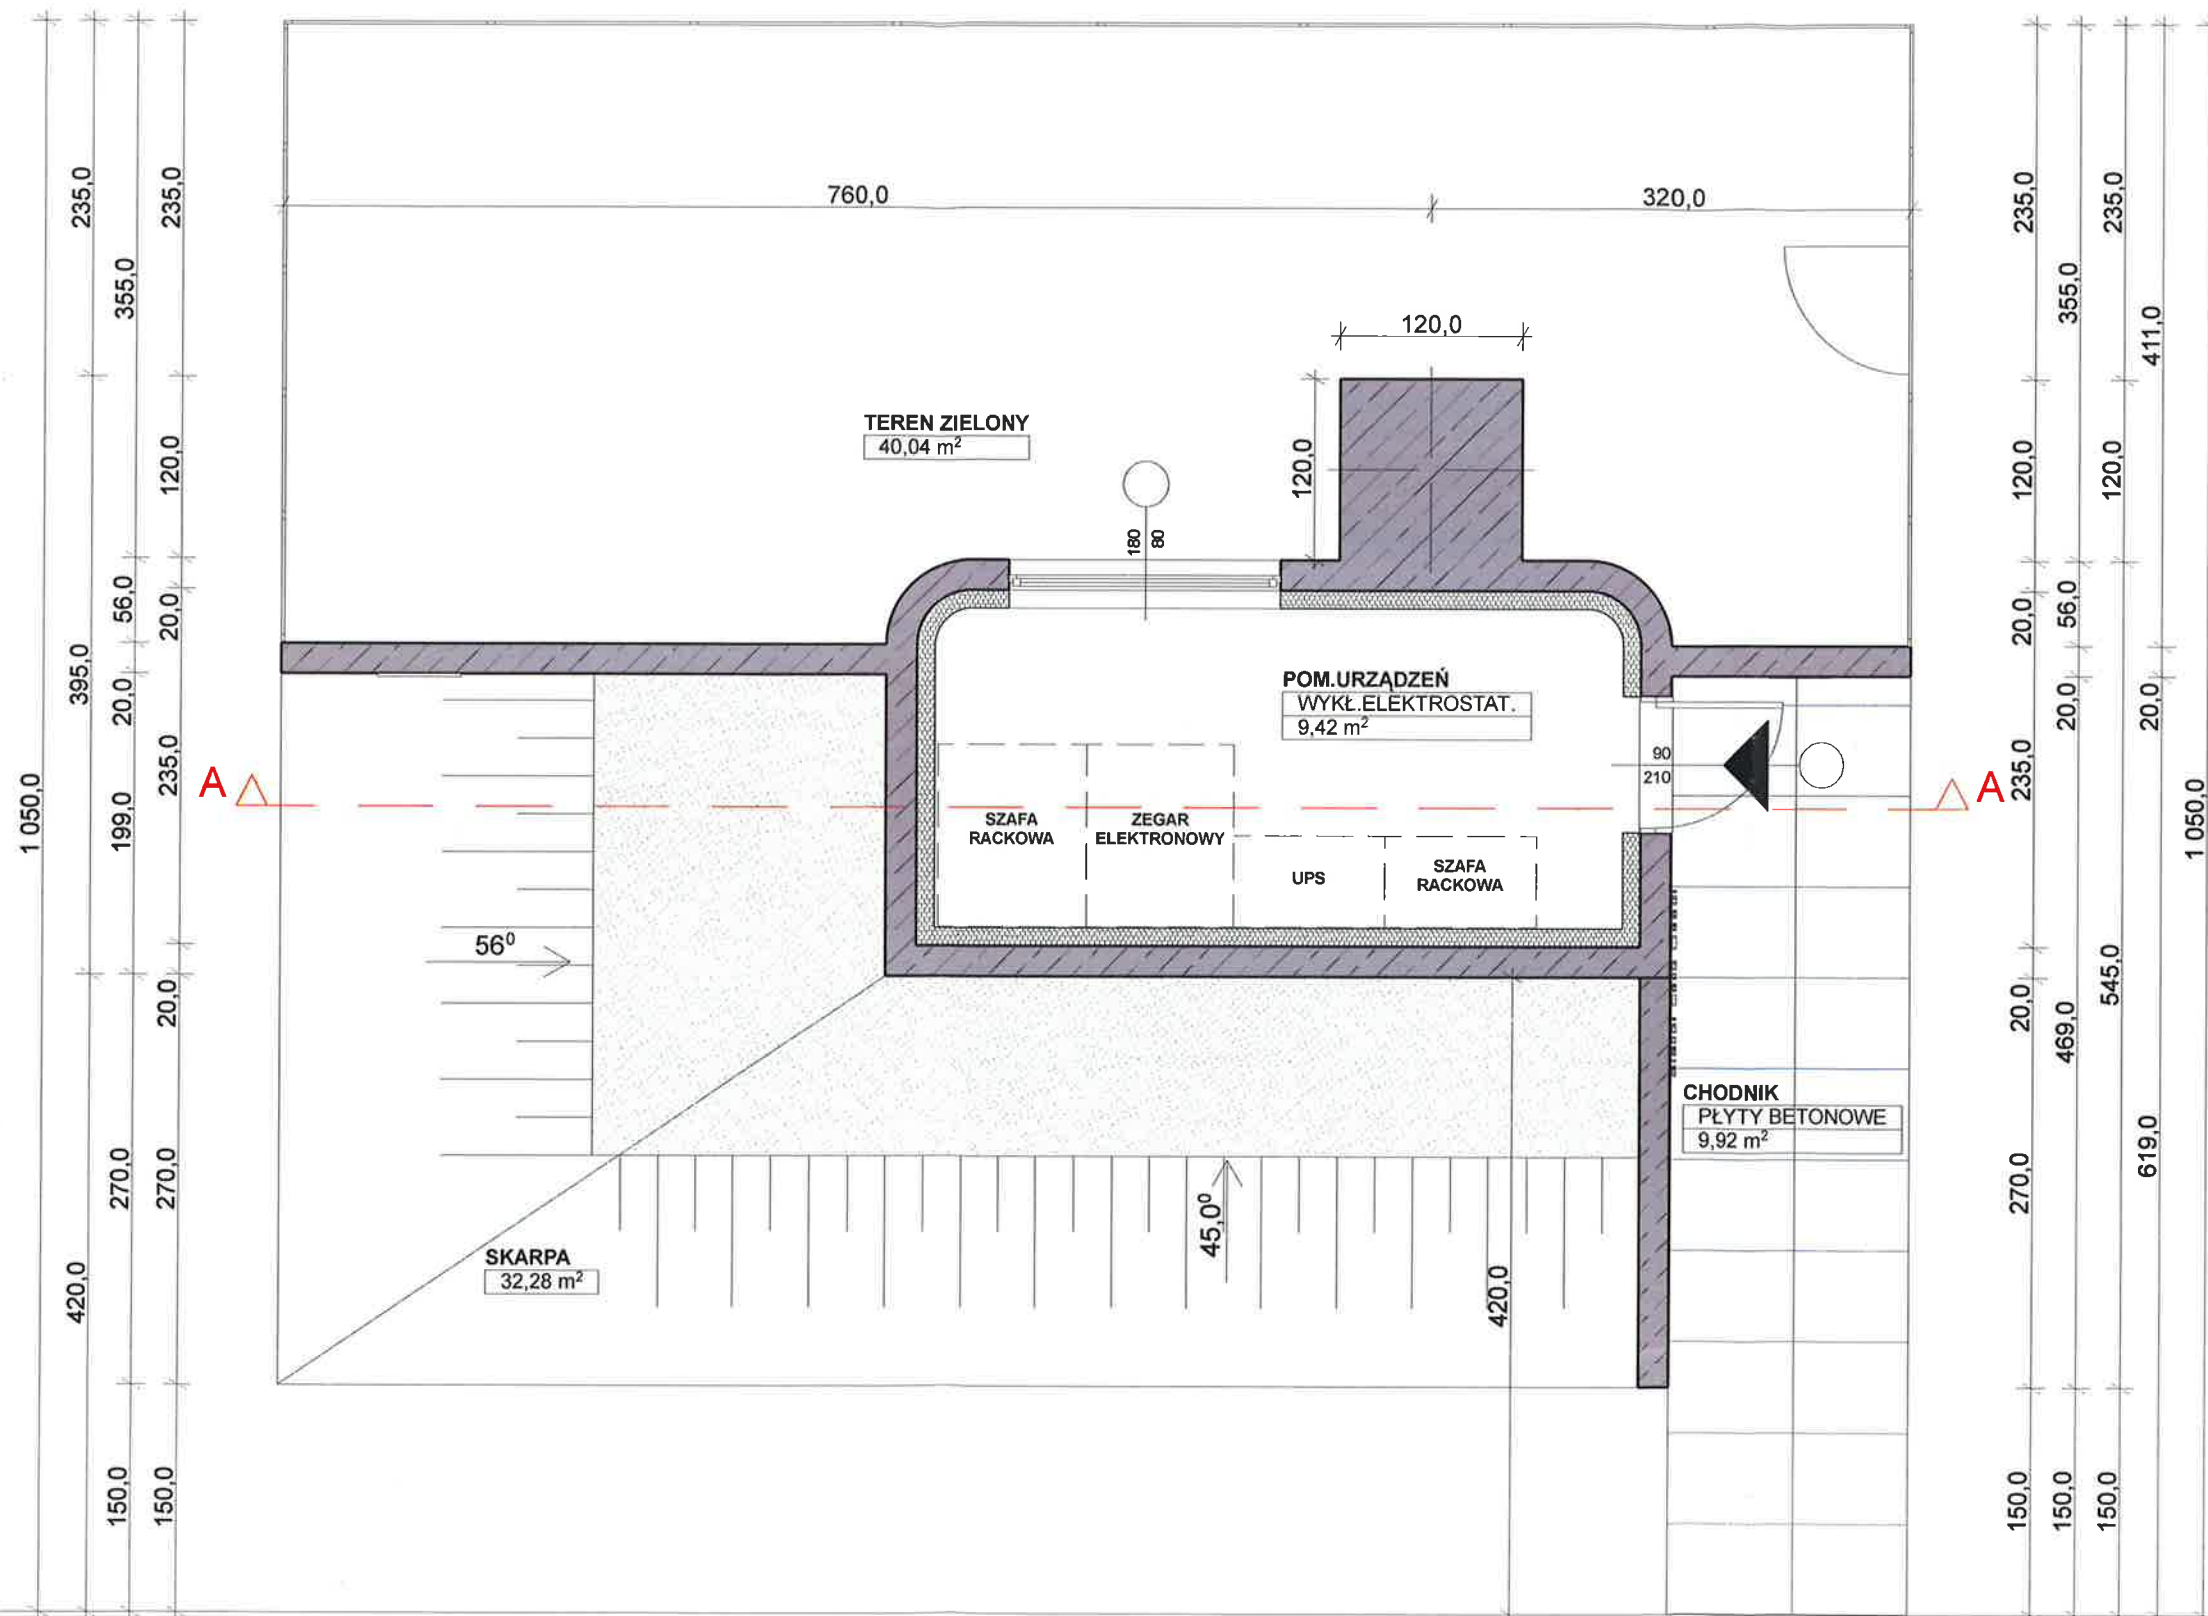 760,0
320,0
120,0
120,0
TEREN ZIELONY
40,04 m²
180
80
POM.URZĄDZEŃ
WYKŁ.ELEKTROSTAT.
9,42 m²
90
210
A
A
SZAFA
RACKOWA
ZEGAR
ELEKTRONOWY
UPS
SZAFA
RACKOWA
56⁰
45,0⁰
420,0
SKARPA
32,28 m²
CHODNIK
PŁYTY BETONOWE
9,92 m²
1 050,0
235,0
395,0
420,0
355,0
56,0
20,0
199,0
270,0
150,0
235,0
120,0
20,0
235,0
20,0
270,0
150,0
235,0
120,0
20,0
235,0
20,0
270,0
150,0
355,0
56,0
20,0
469,0
150,0
235,0
120,0
545,0
150,0
411,0
20,0
619,0
1 050,0